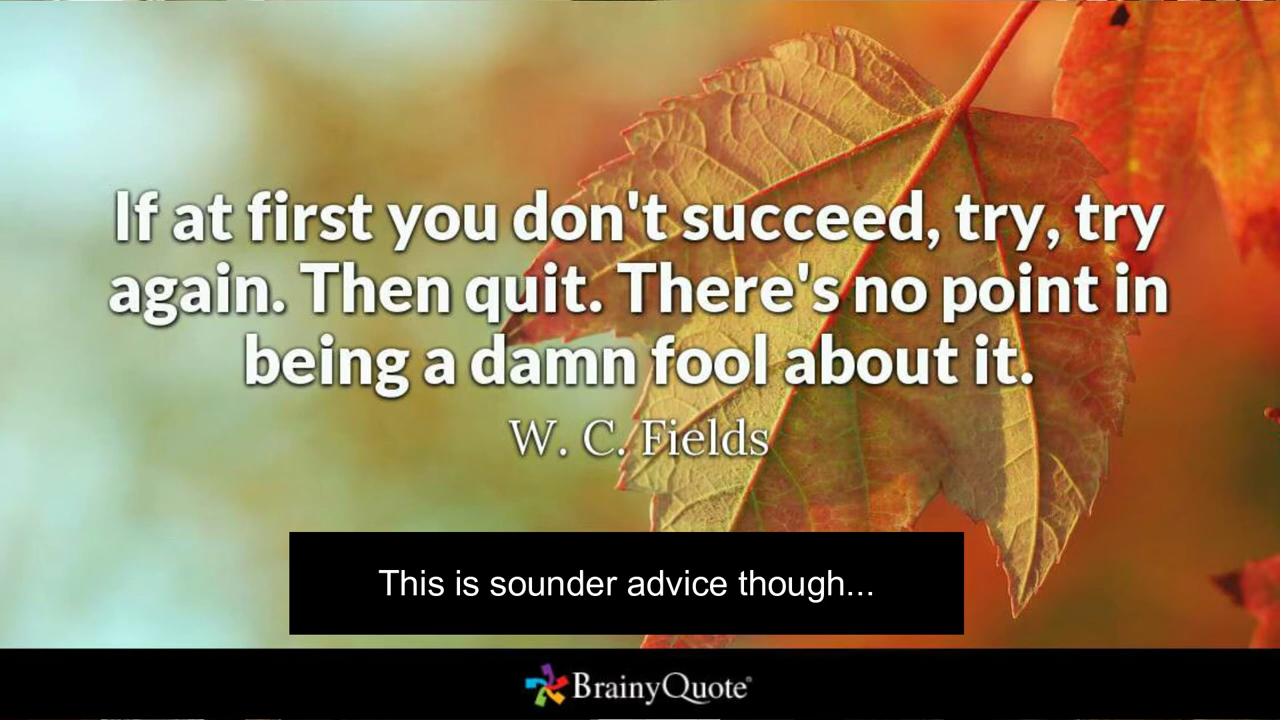 If at first you don't succeed, try, try
again. Then quit. There's no point in
being a damn fool about it.
W. C. Fields
This is sounder advice though...
BrainyQuote®